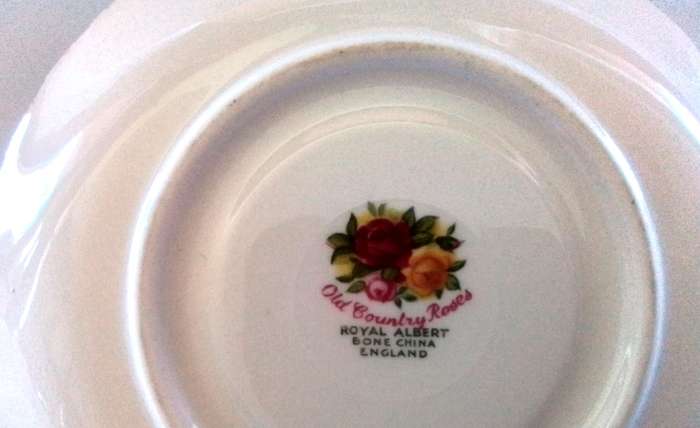 Old Country Roses
ROYAL ALBERT
BONE CHINA
ENGLAND